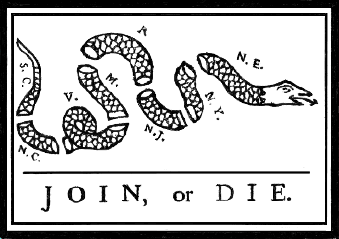 S.C.
N.C.
V.
M.
N.J.
N.Y.
N.E.
JOIN, or DIE.